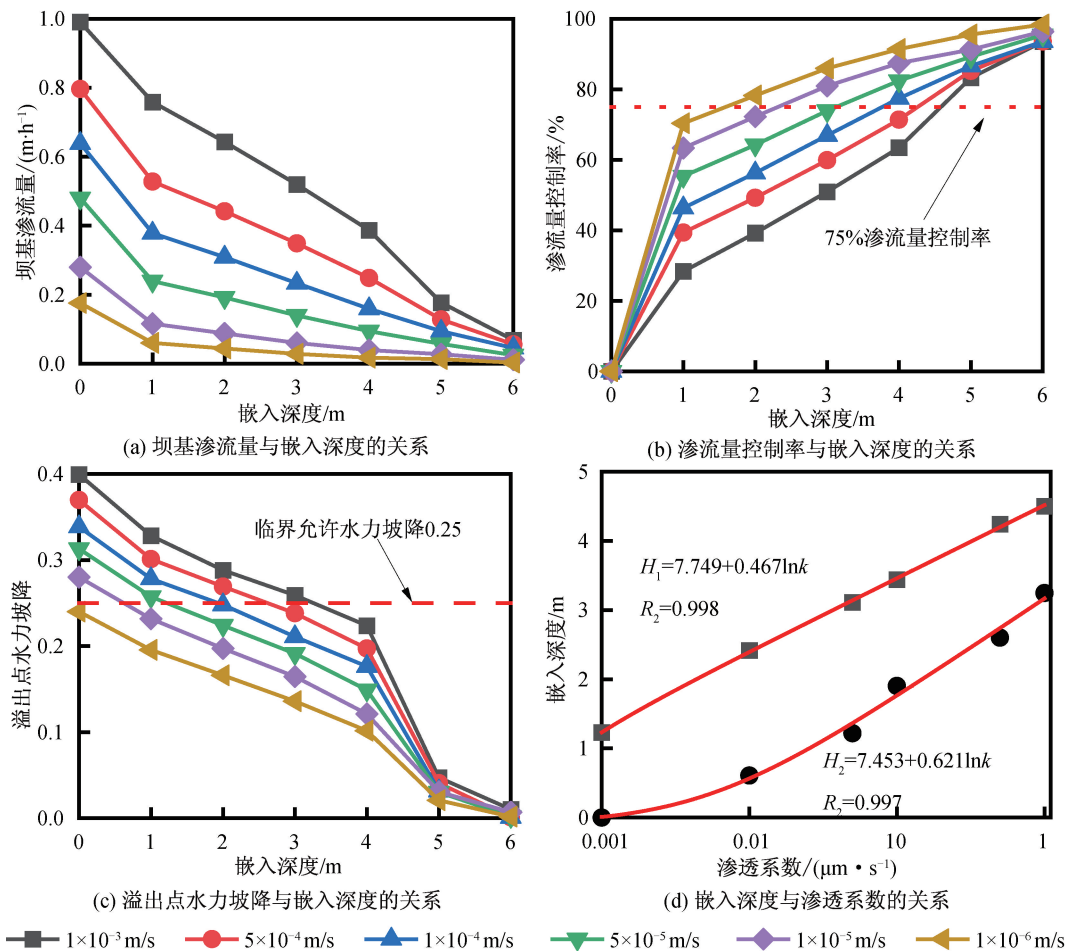 1.0
0.8
0.6
0.4
0.2
0.0
坝基渗流量/(m·h⁻¹)
0 1 2 3 4 5 6
嵌入深度/m
(a) 坝基渗流量与嵌入深度的关系
100
80
60
40
20
0
渗流量控制率/%
75%渗流量控制率
0 1 2 3 4 5 6
嵌入深度/m
(b) 渗流量控制率与嵌入深度的关系
0.4
0.3
0.2
0.1
0.0
溢出点水力坡降
临界允许水力坡降0.25
0 1 2 3 4 5 6
嵌入深度/m
(c) 溢出点水力坡降与嵌入深度的关系
5
4
3
2
1
0
嵌入深度/m
H₁=7.749+0.467lnk
R₂=0.998
H₂=7.453+0.621lnk
R₂=0.997
0.001 0.01 10 1
渗透系数/(μm·s⁻¹)
(d) 嵌入深度与渗透系数的关系
1×10⁻³ m/s 5×10⁻⁴ m/s 1×10⁻⁴ m/s 5×10⁻⁵ m/s 1×10⁻⁵ m/s 1×10⁻⁶ m/s